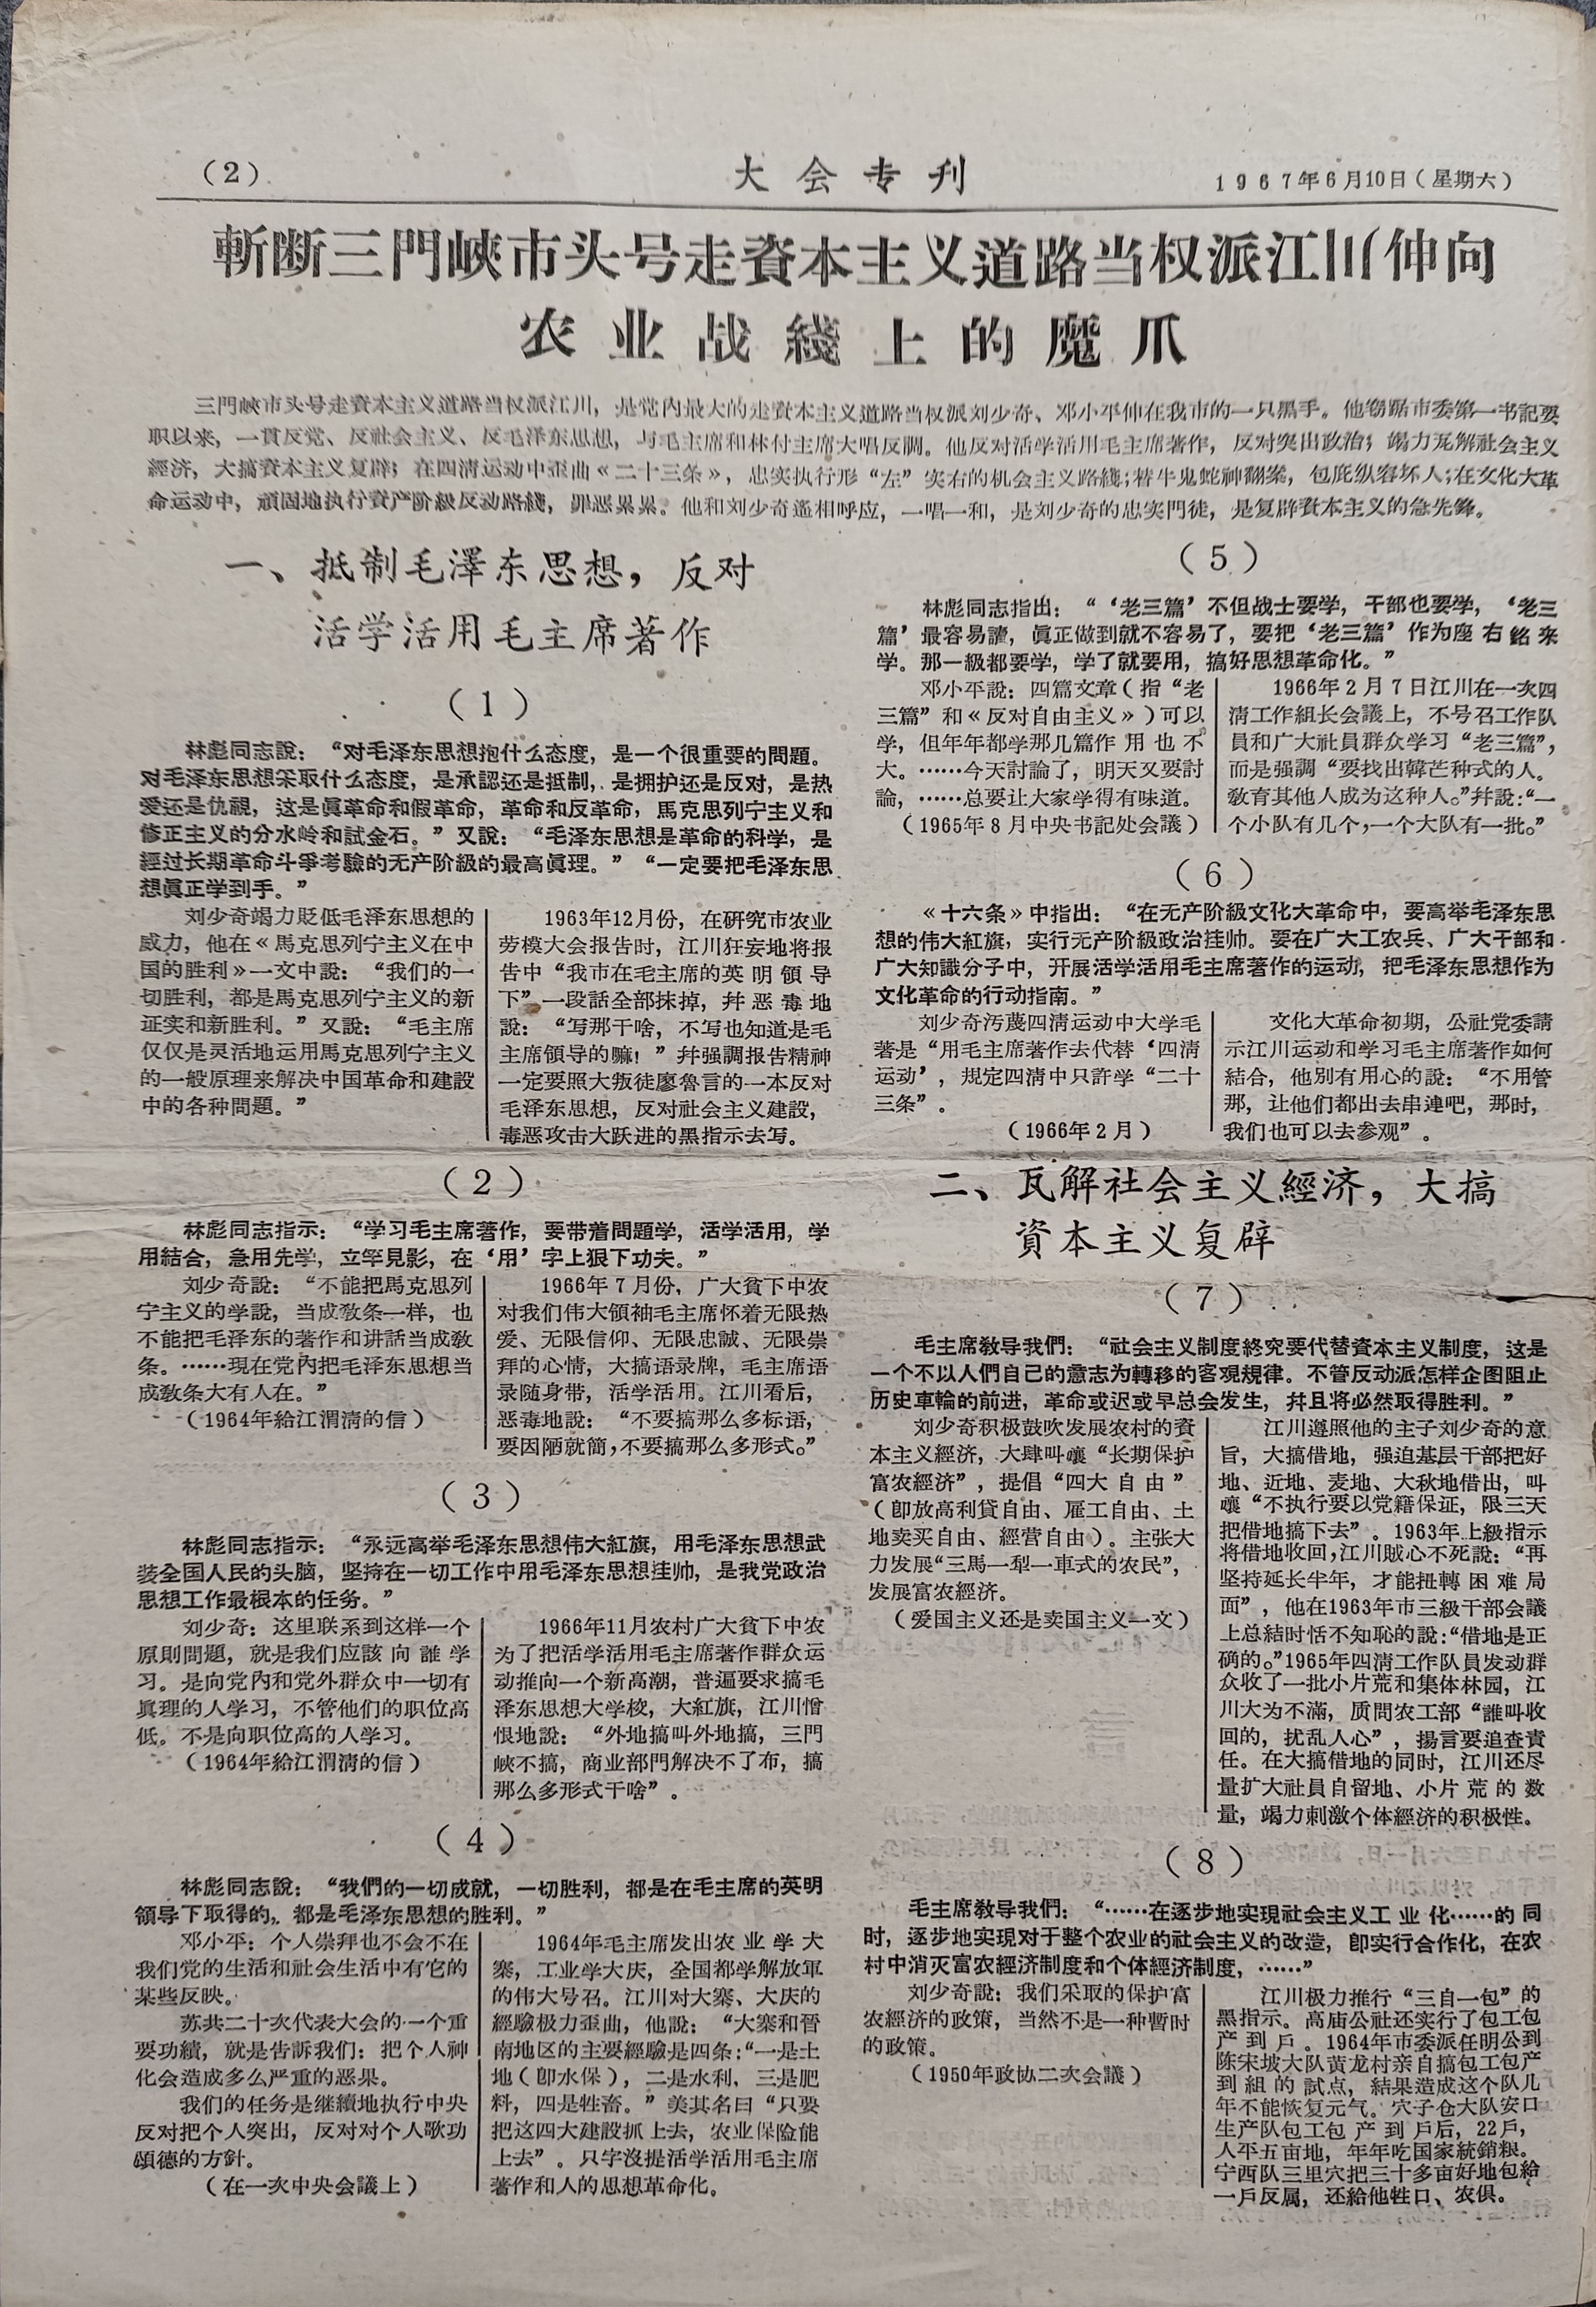 （2）
大会专刊
1967年6月10日（星期六）
斬断三門峽市头号走資本主义道路当权派江川伸向
农业战綫上的魔爪
三門峽市头号走資本主义道路当权派江川，是党内最大的走資本主义道路当权派刘少奇、邓小平伸在我市的一只黑手。他窃踞市委第一书記要
职以来，一貫反党、反社会主义、反毛泽东思想，与毛主席和林付主席大唱反調。他反对活学活用毛主席著作，反对突出政治；竭力瓦解社会主义
經济，大搞資本主义复辟；在四淸运动中歪曲《二十三条》，忠实执行形“左”实右的机会主义路綫；替牛鬼蛇神翻案，包庇纵容坏人；在文化大革
命运动中，頑固地执行資产阶級反动路綫，罪恶累累。他和刘少奇遙相呼应，一唱一和，是刘少奇的忠实門徒，是复辟資本主义的急先鋒。
一、抵制毛澤东思想，反对
活学活用毛主席著作
（1）
林彪同志說：“对毛泽东思想抱什么态度，是一个很重要的問題。
对毛泽东思想采取什么态度，是承認还是抵制，是拥护还是反对，是热
爱还是仇視，这是眞革命和假革命，革命和反革命，馬克思列宁主义和
修正主义的分水岭和試金石。”又說：“毛泽东思想是革命的科学，是
經过长期革命斗爭考驗的无产阶級的最高眞理。”“一定要把毛泽东思
想眞正学到手。”
刘少奇竭力貶低毛泽东思想的
威力，他在《馬克思列宁主义在中
国的胜利》一文中說：“我们的一
切胜利，都是馬克思列宁主义的新
证实和新胜利。”又說：“毛主席
仅仅是灵活地运用馬克思列宁主义
的一般原理来解决中国革命和建設
中的各种問題。”
1963年12月份，在研究市农业
劳模大会报告时，江川狂妄地将报
告中“我市在毛主席的英明領导
下”一段話全部抹掉，幷恶毒地
說：“写那干啥，不写也知道是毛
主席領导的嘛！”幷强調报告精神
一定要照大叛徒廖魯言的一本反对
毛泽东思想，反对社会主义建設，
毒恶攻击大跃进的黑指示去写。
（2）
林彪同志指示：“学习毛主席著作，要带着問題学，活学活用，学
用結合，急用先学，立竿見影，在‘用’字上狠下功夫。”
刘少奇說：“不能把馬克思列
宁主义的学說，当成敎条一样，也
不能把毛泽东的著作和讲話当成敎
条。……现在党内把毛泽东思想当
成敎条大有人在。”
（1964年給江渭淸的信）
1966年7月份，广大貧下中农
对我们伟大領袖毛主席怀着无限热
爱、无限信仰、无限忠誠、无限崇
拜的心情，大搞语录牌，毛主席语
录随身带，活学活用。江川看后，
恶毒地說：“不要搞那么多标语，
要因陋就簡，不要搞那么多形式。”
（3）
林彪同志指示：“永远高举毛泽东思想伟大紅旗，用毛泽东思想武
装全国人民的头脑，坚持在一切工作中用毛泽东思想挂帅，是我党政治
思想工作最根本的任务。”
刘少奇：这里联系到这样一个
原則問題，就是我们应該向誰学
习。是向党内和党外群众中一切有
眞理的人学习，不管他们的职位高
低。不是向职位高的人学习。
（1964年給江渭淸的信）
1966年11月农村广大貧下中农
为了把活学活用毛主席著作群众运
动推向一个新高潮，普遍要求搞毛
泽东思想大学校，大紅旗，江川憎
恨地說：“外地搞叫外地搞，三門
峽不搞，商业部門解决不了布，搞
那么多形式干啥”。
（4）
林彪同志說：“我們的一切成就，一切胜利，都是在毛主席的英明
領导下取得的，都是毛泽东思想的胜利。”
邓小平：个人崇拜也不会不在
我们党的生活和社会生活中有它的
某些反映。
苏共二十次代表大会的一个重
要功績，就是告訴我们：把个人神
化会造成多么严重的恶果。
我们的任务是继續地执行中央
反对把个人突出，反对对个人歌功
頌德的方針。
（在一次中央会議上）
1964年毛主席发出农业学大
寨，工业学大庆，全国都学解放軍
的伟大号召。江川对大寨、大庆的
經驗极力歪曲，他說：“大寨和晉
南地区的主要經驗是四条：“一是土
地（卽水保），二是水利，三是肥
料，四是牲畜。”美其名曰“只要
把这四大建設抓上去，农业保险能
上去”。只字沒提活学活用毛主席
著作和人的思想革命化。
（5）
林彪同志指出：“‘老三篇’不但战士要学，干部也要学，‘老三
篇’最容易讀，眞正做到就不容易了，要把‘老三篇’作为座右銘来
学。那一級都要学，学了就要用，搞好思想革命化。”
邓小平說：四篇文章（指“老
三篇”和《反对自由主义》）可以
学，但年年都学那几篇作用也不
大。……今天討論了，明天又要討
論，……总要让大家学得有味道。
（1965年8月中央书記处会議）
1966年2月7日江川在一次四
淸工作組长会議上，不号召工作队
員和广大社員群众学习“老三篇”，
而是强調“要找出韓芒种式的人。
敎育其他人成为这种人。”幷說：“一
个小队有几个，一个大队有一批。”
（6）
《十六条》中指出：“在无产阶級文化大革命中，要高举毛泽东思
想的伟大紅旗，实行无产阶級政治挂帅。要在广大工农兵、广大干部和
广大知識分子中，开展活学活用毛主席著作的运动，把毛泽东思想作为
文化革命的行动指南。”
刘少奇汚蔑四淸运动中大学毛
著是“用毛主席著作去代替‘四淸
运动’，規定四淸中只許学“二十
三条”。
（1966年2月）
文化大革命初期，公社党委請
示江川运动和学习毛主席著作如何
結合，他別有用心的說：“不用管
那，让他们都出去串連吧，那时，
我们也可以去参观”。
二、瓦解社会主义經济，大搞
資本主义复辟
（7）
毛主席敎导我們：“社会主义制度終究要代替資本主义制度，这是
一个不以人們自己的意志为轉移的客观規律。不管反动派怎样企图阻止
历史車輪的前进，革命或迟或早总会发生，幷且将必然取得胜利。”
刘少奇积极鼓吹发展农村的資
本主义經济，大肆叫嚷“长期保护
富农經济”，提倡“四大自由”
（卽放高利貸自由、雇工自由、土
地卖买自由、經营自由）。主张大
力发展“三馬一犁一車式的农民”，
发展富农經济。
（爱国主义还是卖国主义一文）
江川遵照他的主子刘少奇的意
旨，大搞借地，强迫基层干部把好
地、近地、麦地、大秋地借出，叫
嚷“不执行要以党籍保证，限三天
把借地搞下去”。1963年上級指示
将借地收回，江川贼心不死說：“再
坚持延长半年，才能扭轉困难局
面”，他在1963年市三級干部会議
上总結时恬不知恥的說：“借地是正
确的。”1965年四淸工作队員发动群
众收了一批小片荒和集体林园，江
川大为不滿，质問农工部“誰叫收
回的，扰乱人心”，揚言要追查責
任。在大搞借地的同时，江川还尽
量扩大社員自留地、小片荒的数
量，竭力刺激个体經济的积极性。
（8）
毛主席敎导我們：“……在逐步地实現社会主义工业化……的同
时，逐步地实現对于整个农业的社会主义的改造，卽实行合作化，在农
村中消灭富农經济制度和个体經济制度，……”
刘少奇說：我们采取的保护富
农經济的政策，当然不是一种暂时
的政策。
（1950年政协二次会議）
江川极力推行“三自一包”的
黑指示。高庙公社还实行了包工包
产到戶。1964年市委派任明公到
陈宋坡大队黄龙村亲自搞包工包产
到組的試点，結果造成这个队几
年不能恢复元气。穴子仓大队安口
生产队包工包产到戶后，22戶，
人平五亩地，年年吃国家統銷粮。
宁西队三里穴把三十多亩好地包給
一戶反属，还給他牲口、农俱。